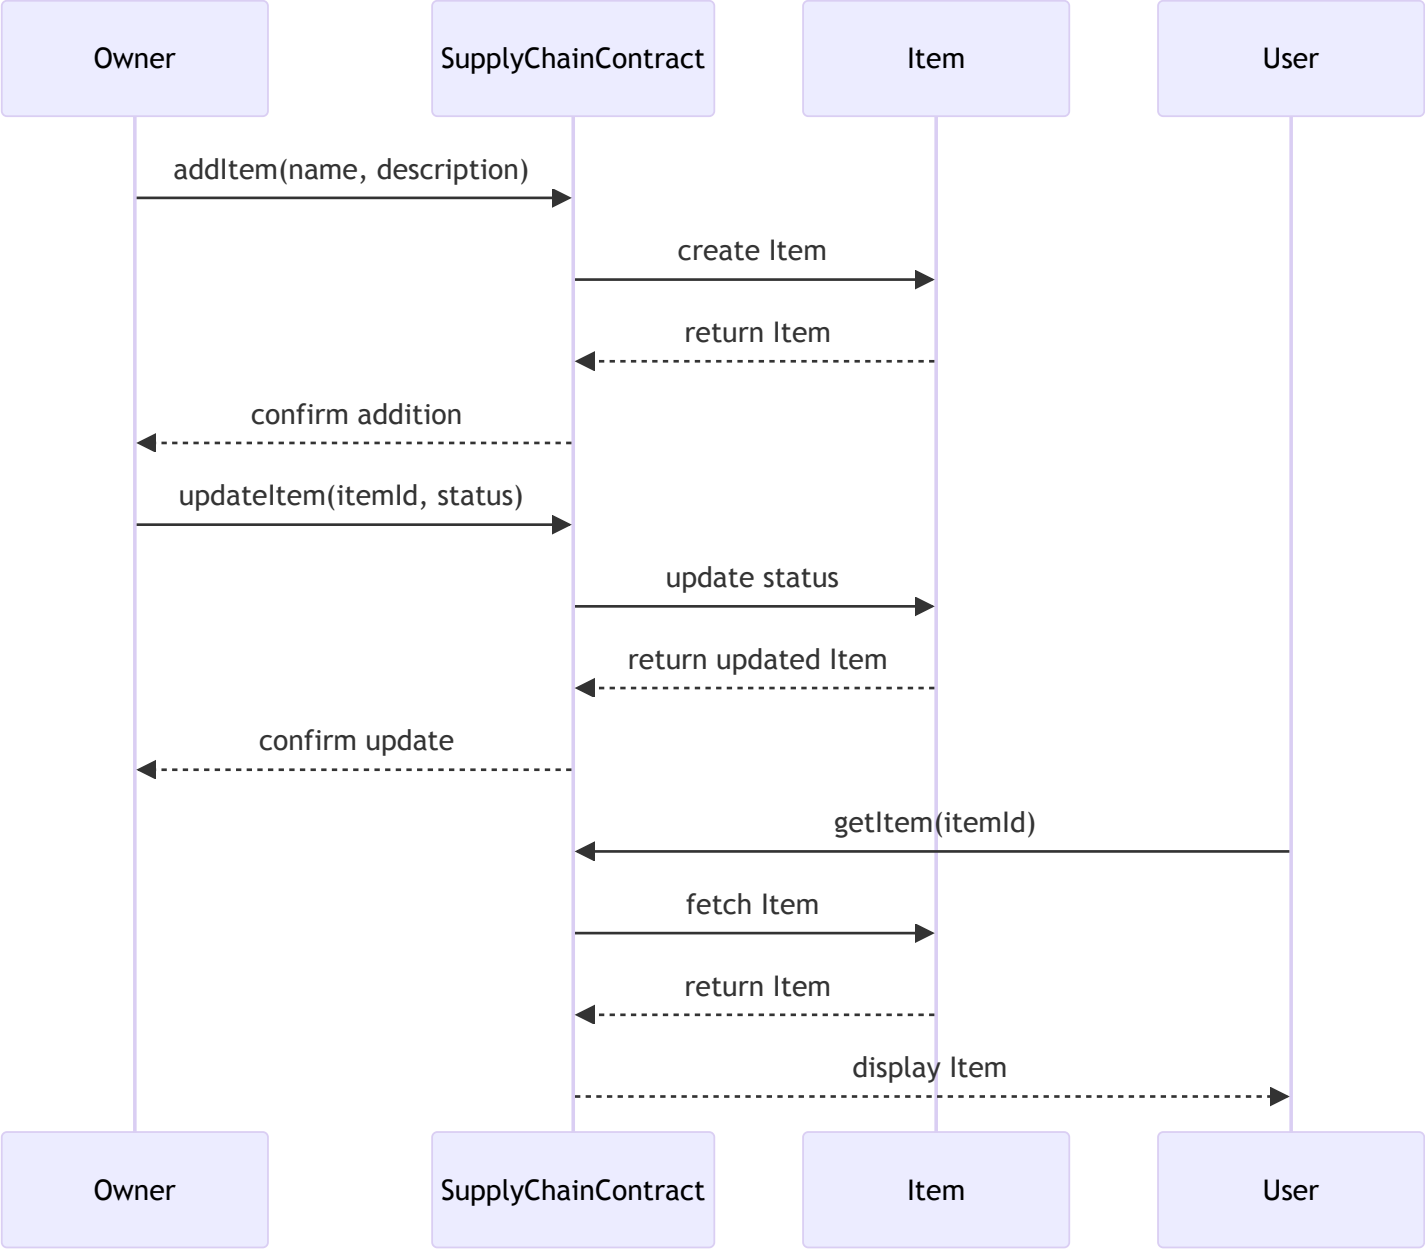 Owner
SupplyChainContract
Item
User
addItem(name, description)
create Item
return Item
confirm addition
updateItem(itemId, status)
update status
return updated Item
confirm update
getItem(itemId)
fetch Item
return Item
display Item
Owner
SupplyChainContract
Item
User